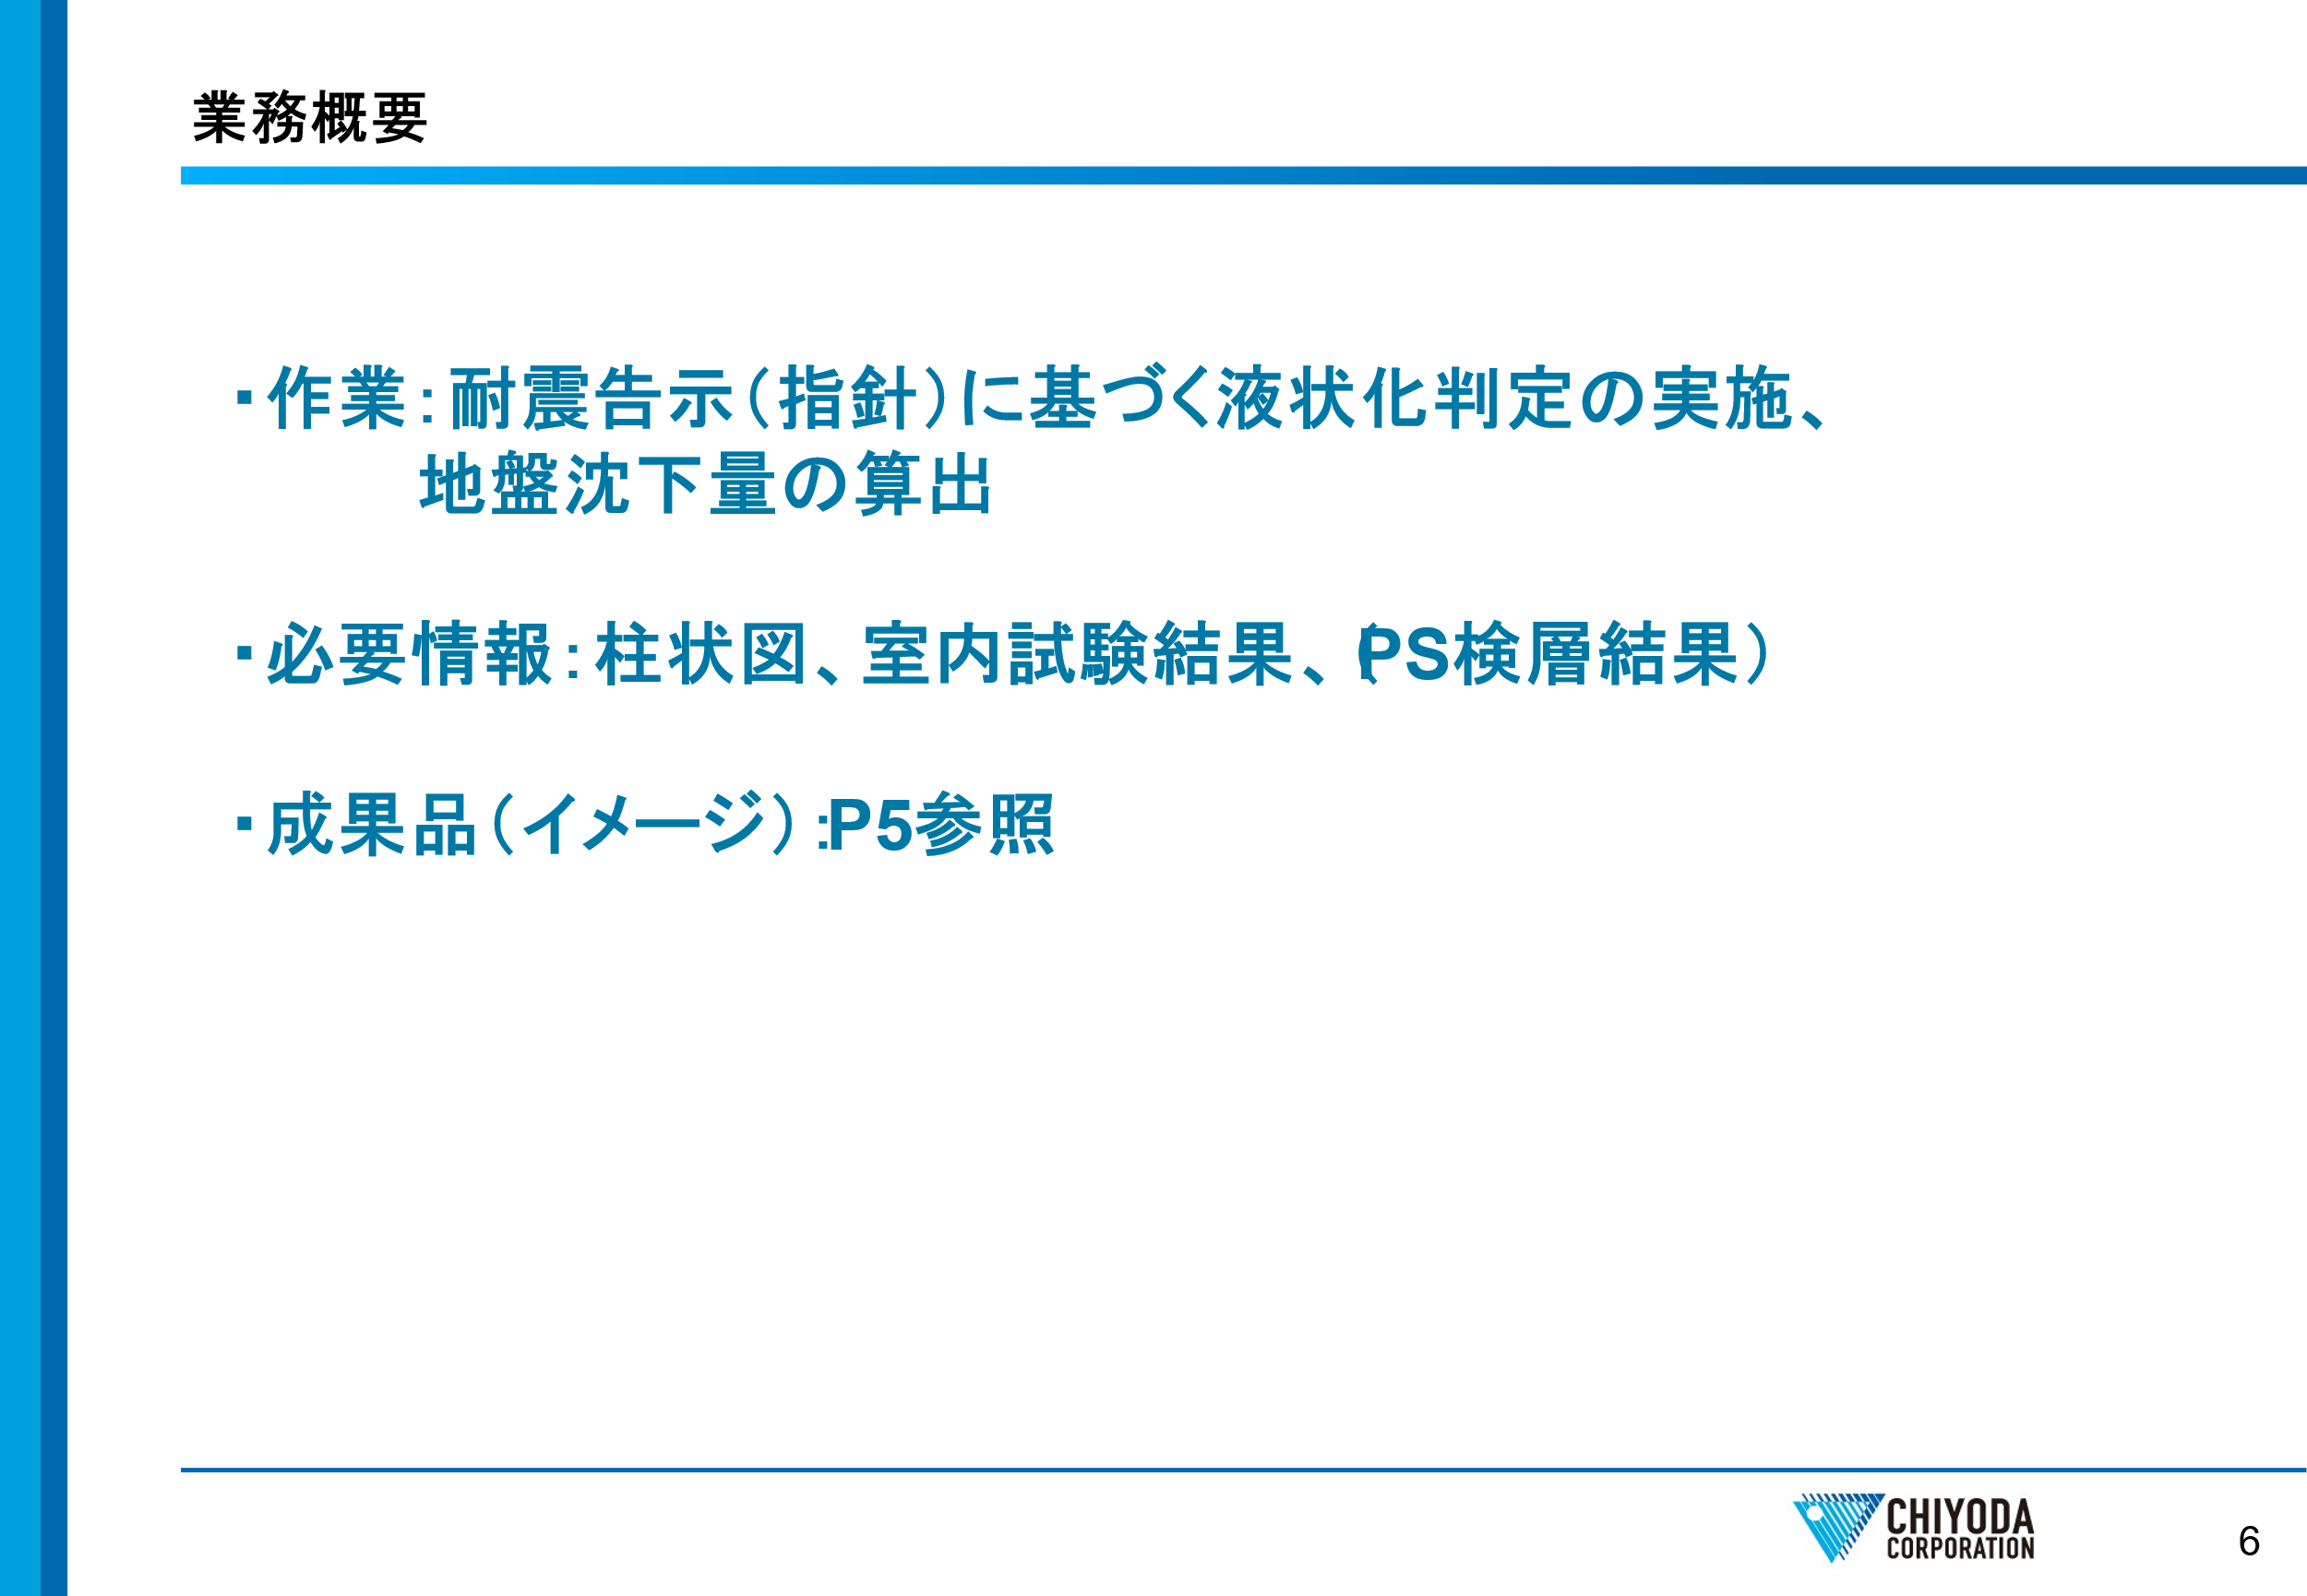 業務概要
・作業：耐震告示（指針）に基づく液状化判定の実地、
地盤沈下量の算出
・必要情報：柱状図、室内試験結果、（PS検層結果）
・成果品（イメージ）：P5参照
CHIYODA
CORPORATION
6